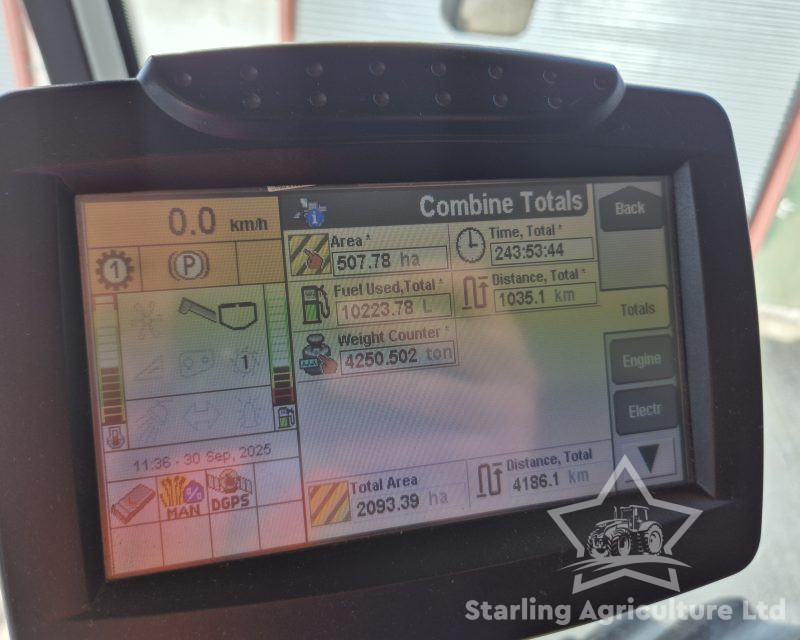 Combine Totals
Back
0.0 km/h
Area*
507.78 ha
Time, Total*
243:53:44
1
P
Fuel Used,Total*
10223.78 L
Distance, Total*
1035.1 km
Totals
Weight Counter*
4250.502 ton
1
Engine
Electr
11:36 - 30 Sep, 2025
MAN
DGPS
Total Area
2093.39 ha
Distance, Total
4186.1 km
Starling Agriculture Ltd